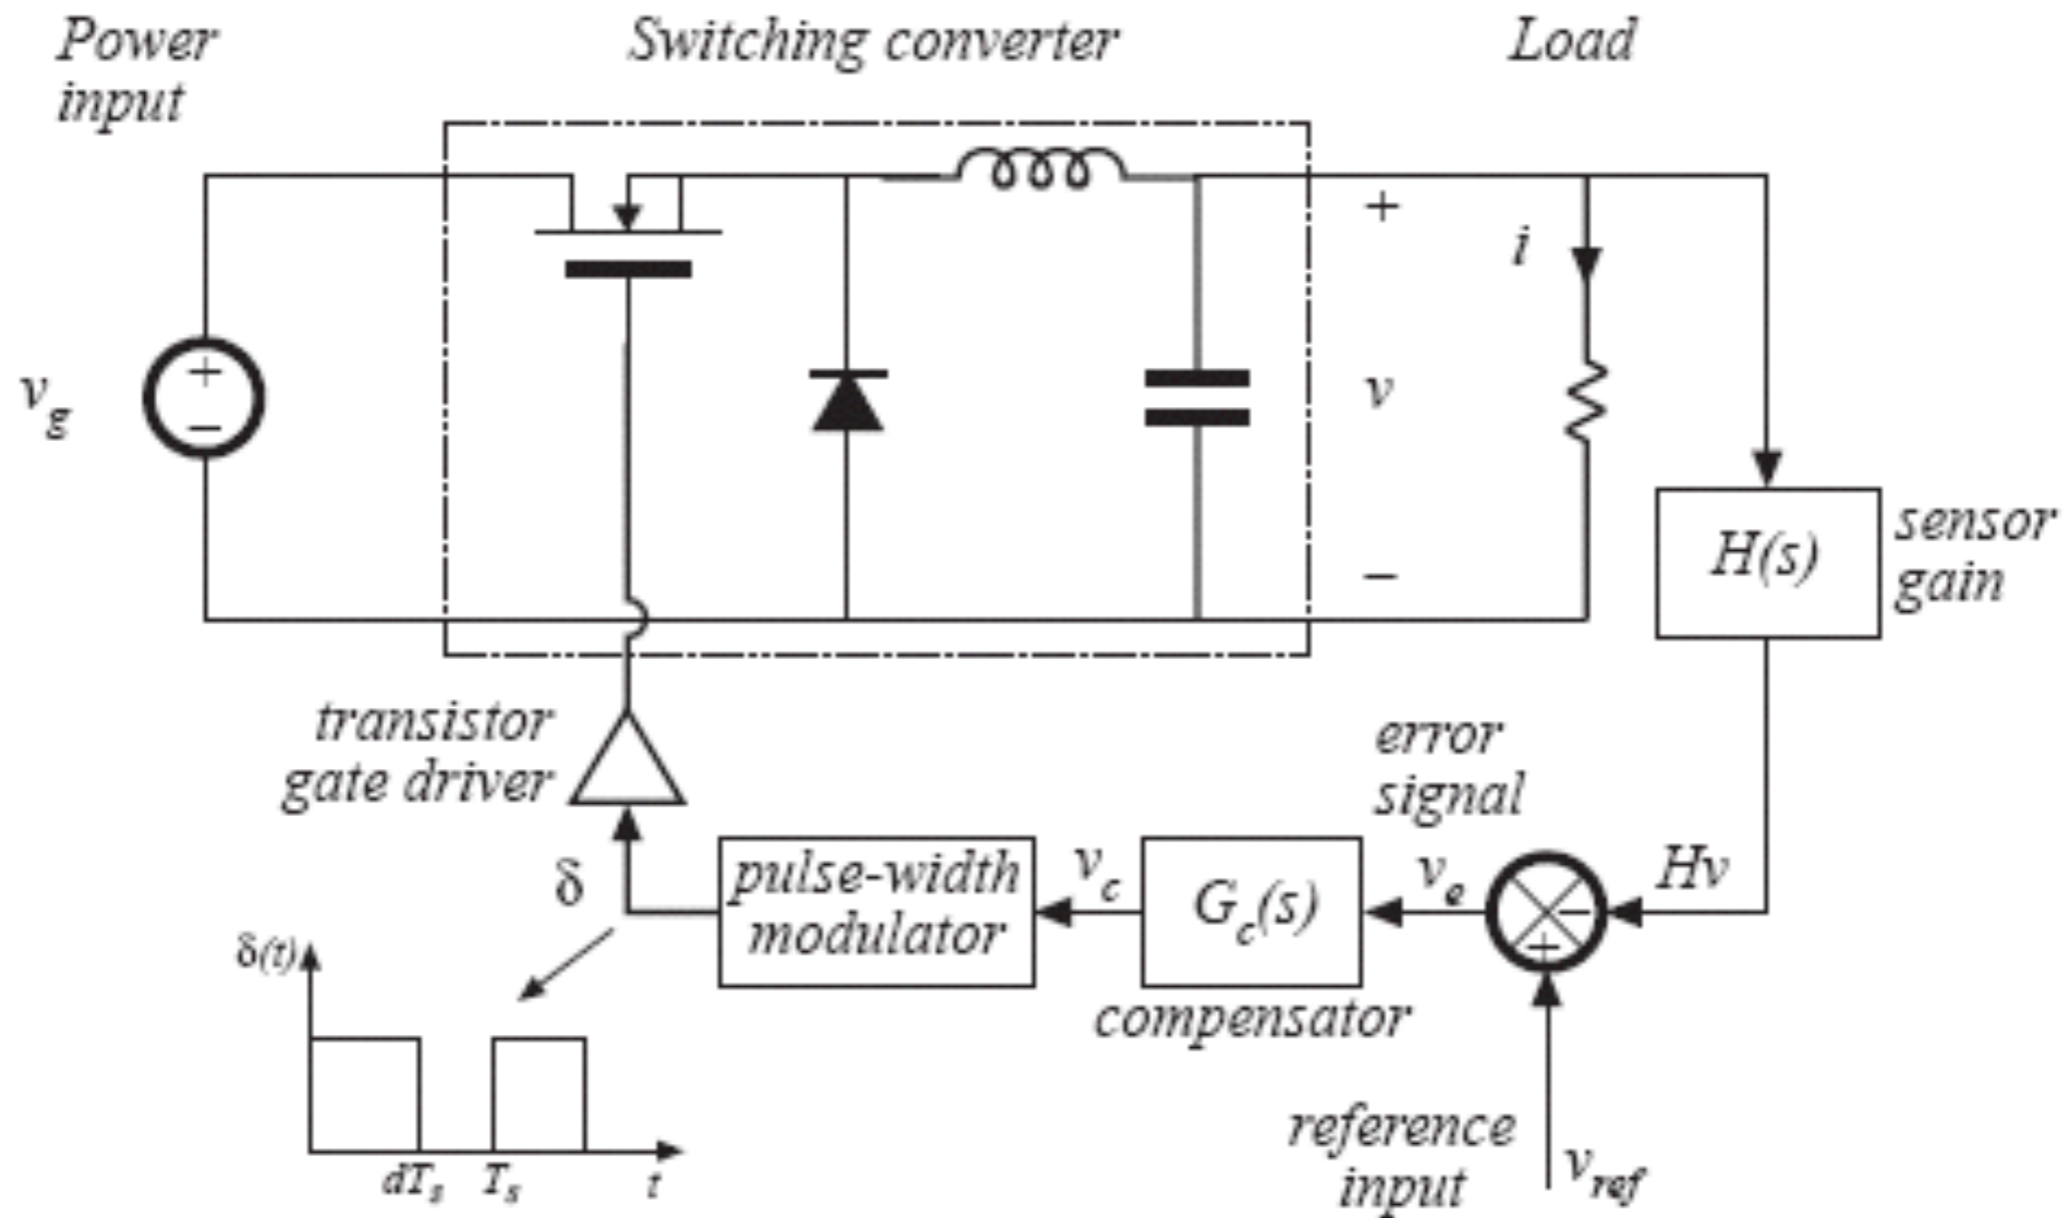 Power
input
Switching converter
Load
+
i
v_g
+
−
v
−
H(s)
sensor
gain
transistor
gate driver
error
signal
δ
pulse-width
modulator
v_c
G_c(s)
v_e
−
+
Hv
compensator
δ(t)
dT_s
T_s
t
reference
input
v_ref